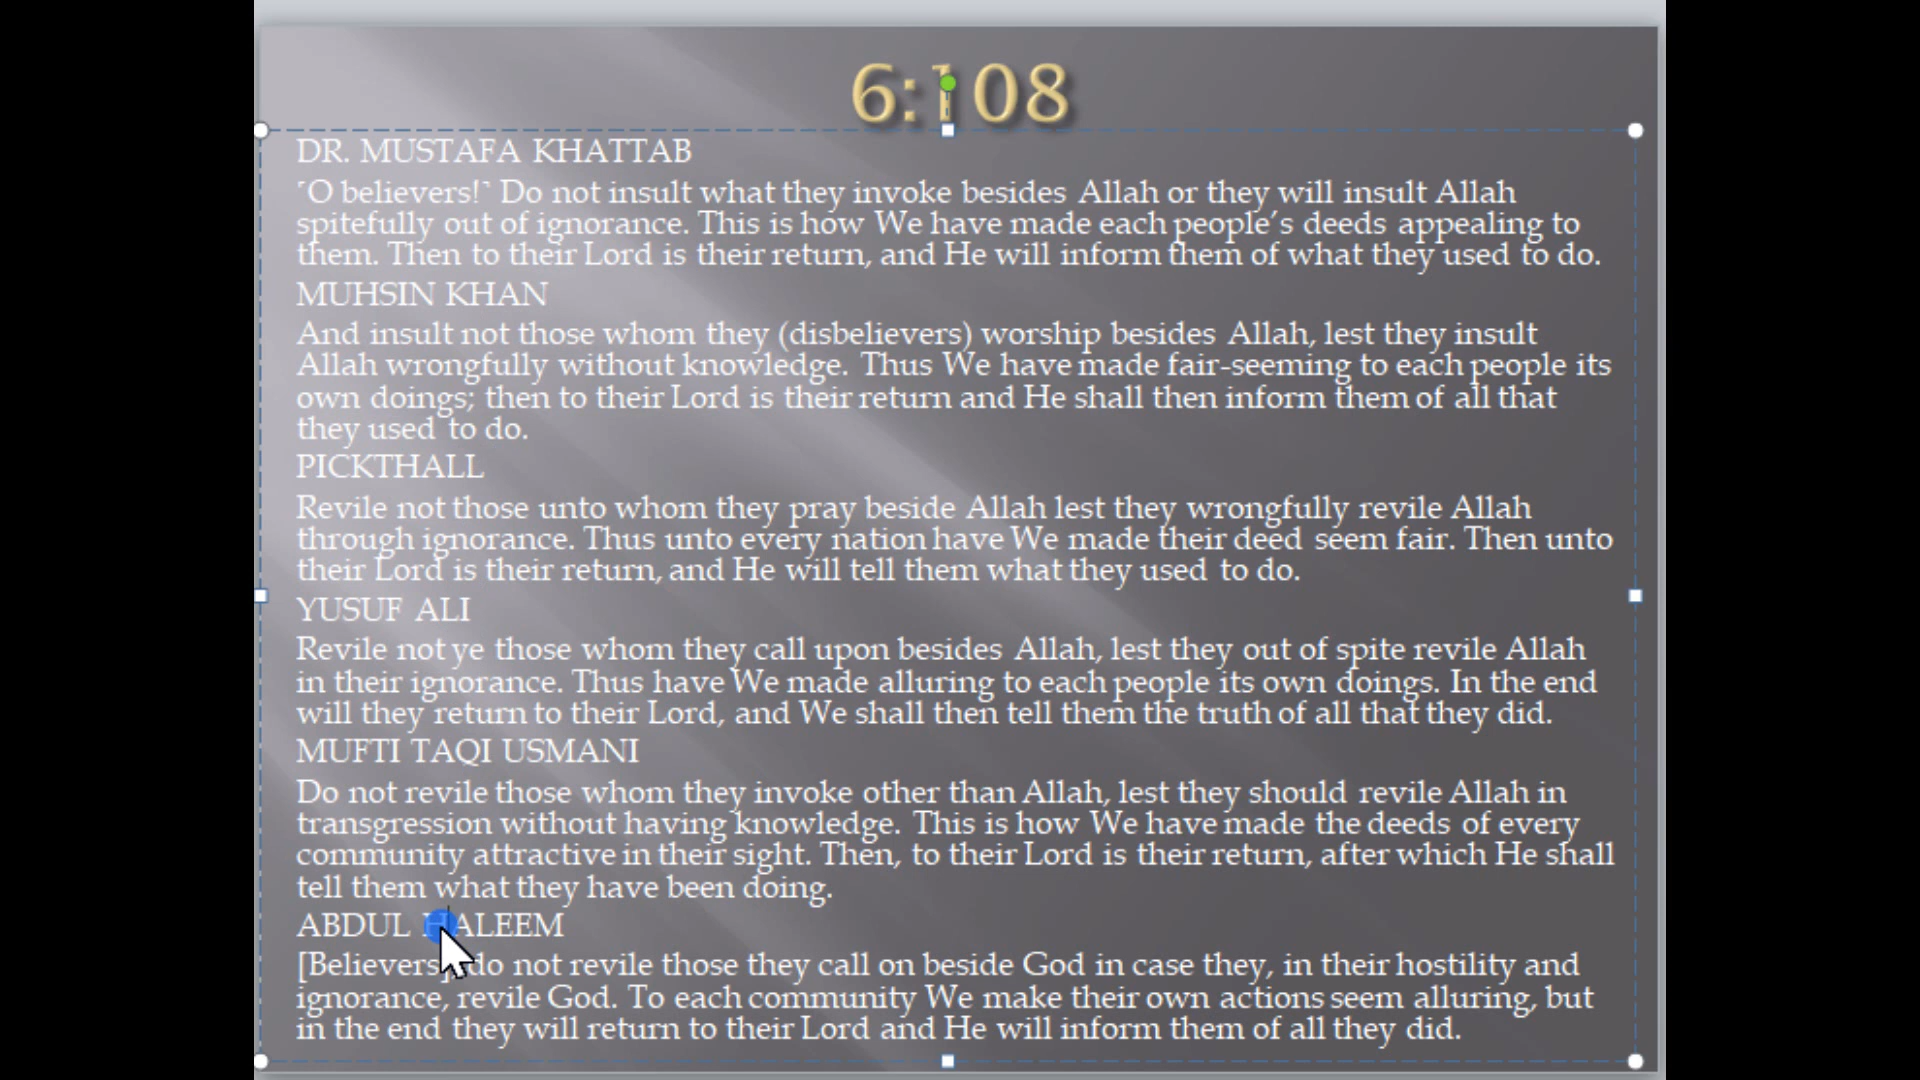 6:108
DR. MUSTAFA KHATTAB
˹O believers!˺ Do not insult what they invoke besides Allah or they will insult Allah
spitefully out of ignorance. This is how We have made each people’s deeds appealing to
them. Then to their Lord is their return, and He will inform them of what they used to do.
MUHSIN KHAN
And insult not those whom they (disbelievers) worship besides Allah, lest they insult
Allah wrongfully without knowledge. Thus We have made fair-seeming to each people its
own doings; then to their Lord is their return and He shall then inform them of all that
they used to do.
PICKTHALL
Revile not those unto whom they pray beside Allah lest they wrongfully revile Allah
through ignorance. Thus unto every nation have We made their deed seem fair. Then unto
their Lord is their return, and He will tell them what they used to do.
YUSUF ALI
Revile not ye those whom they call upon besides Allah, lest they out of spite revile Allah
in their ignorance. Thus have We made alluring to each people its own doings. In the end
will they return to their Lord, and We shall then tell them the truth of all that they did.
MUFTI TAQI USMANI
Do not revile those whom they invoke other than Allah, lest they should revile Allah in
transgression without having knowledge. This is how We have made the deeds of every
community attractive in their sight. Then, to their Lord is their return, after which He shall
tell them what they have been doing.
ABDUL HALEEM
[Believers], do not revile those they call on beside God in case they, in their hostility and
ignorance, revile God. To each community We make their own actions seem alluring, but
in the end they will return to their Lord and He will inform them of all they did.